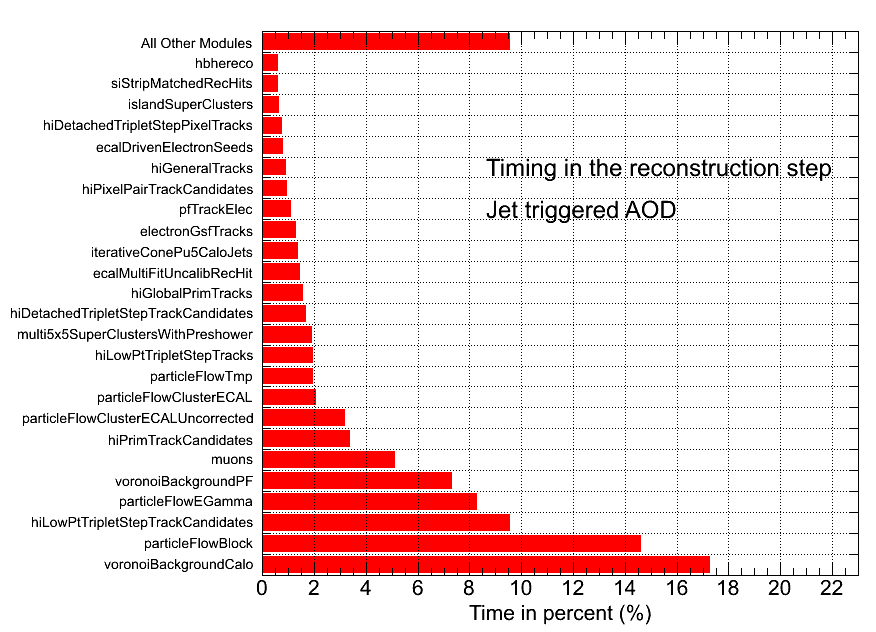 All Other Modules
hbhereco
siStripMatchedRecHits
islandSuperClusters
hiDetachedTripletStepPixelTracks
ecalDrivenElectronSeeds
hiGeneralTracks
Timing in the reconstruction step
hiPixelPairTrackCandidates
pfTrackElec
Jet triggered AOD
electronGsfTracks
iterativeConePu5CaloJets
ecalMultiFitUncalibRecHit
hiGlobalPrimTracks
hiDetachedTripletStepTrackCandidates
multi5x5SuperClustersWithPreshower
hiLowPtTripletStepTracks
particleFlowTmp
particleFlowClusterECAL
particleFlowClusterECALUncorrected
hiPrimTrackCandidates
muons
voronoiBackgroundPF
particleFlowEGamma
hiLowPtTripletStepTrackCandidates
particleFlowBlock
voronoiBackgroundCalo
0 2 4 6 8 10 12 14 16 18 20 22
Time in percent (%)